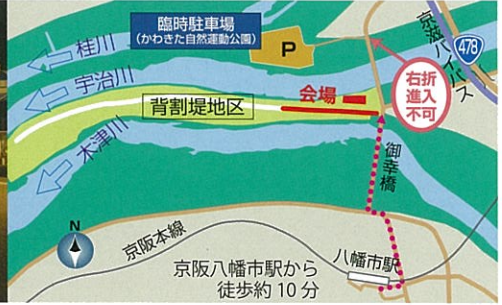 臨時駐車場
(かわきた自然運動公園)
P
京滋バイパス
478
桂川
宇治川
木津川
背割堤地区
会場
右折
進入
不可
御幸橋
N
京阪本線
八幡市駅
京阪八幡市駅から
徒歩約10分